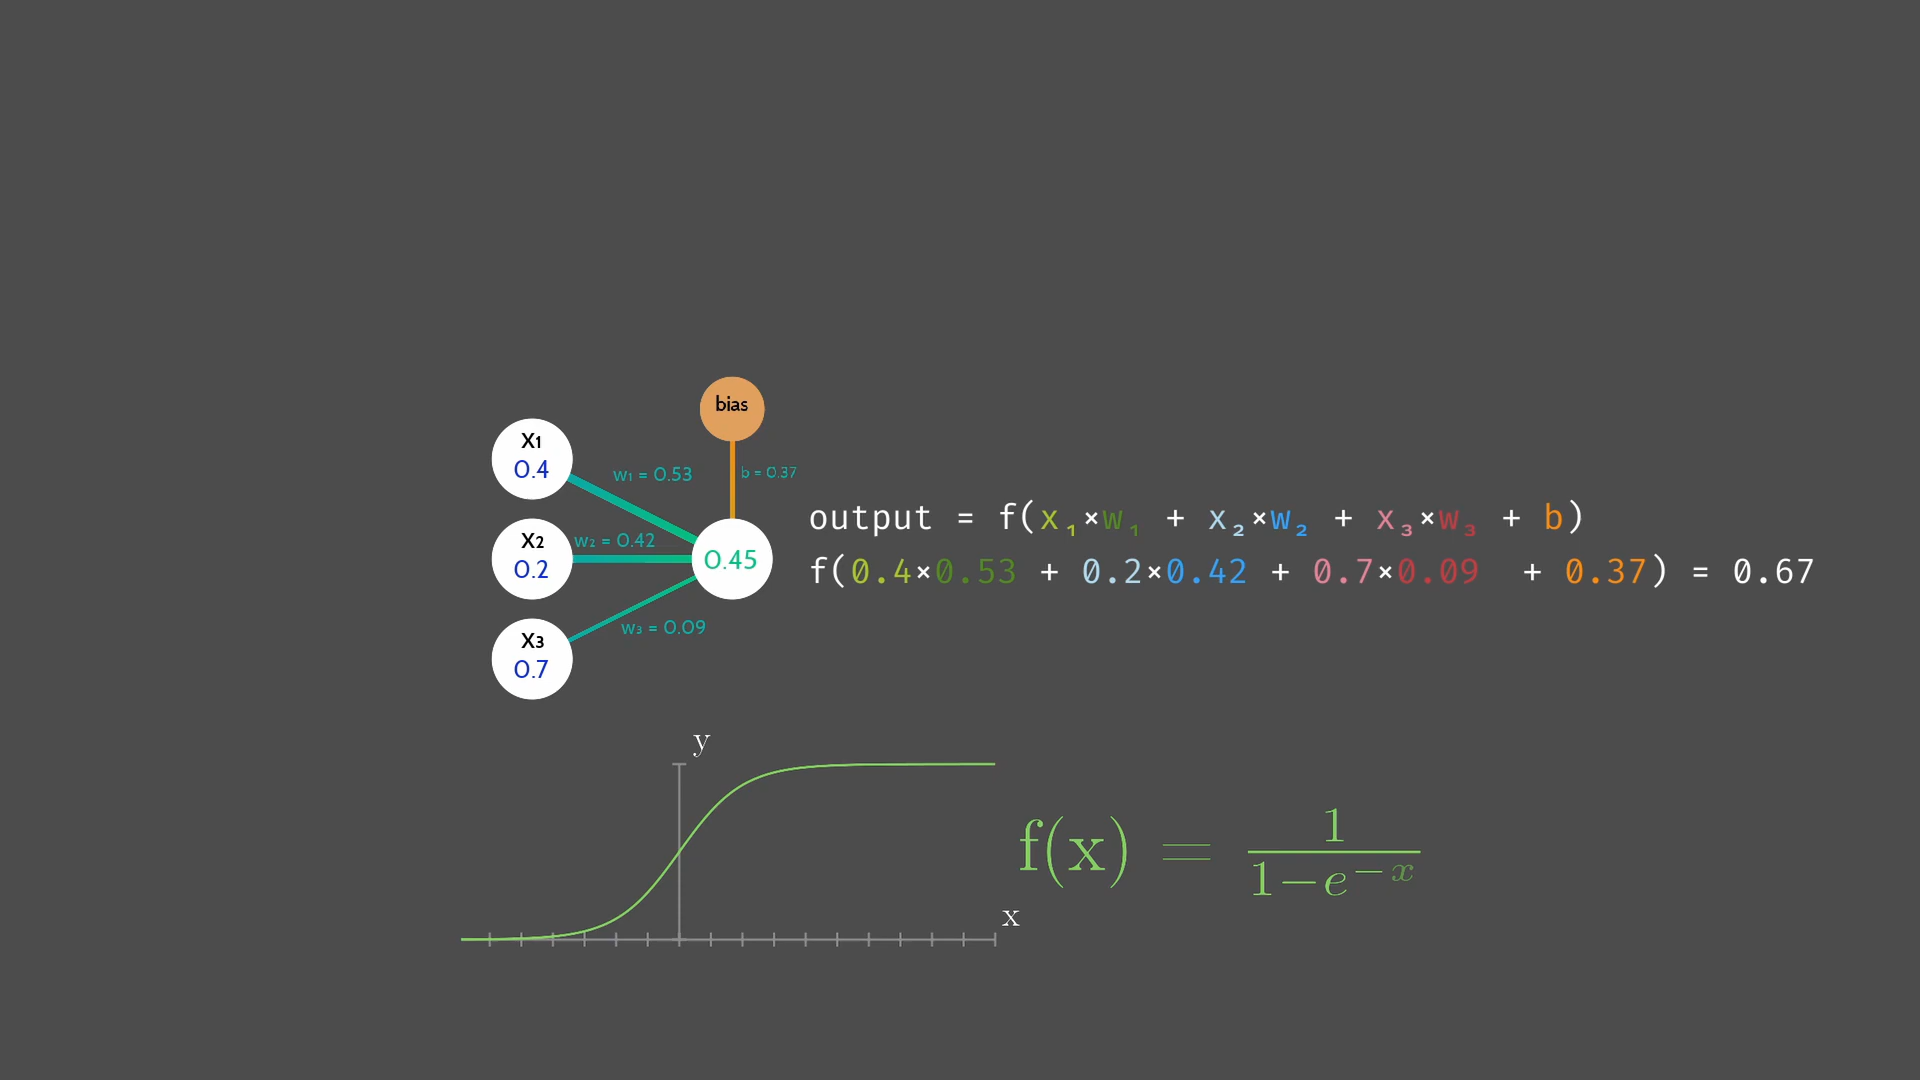 bias
X₁
0.4
w₁ = 0.53
b = 0.37
X₂
0.2
w₂ = 0.42
0.45
output = f(x₁×w₁ + x₂×w₂ + x₃×w₃ + b)
f(0.4×0.53 + 0.2×0.42 + 0.7×0.09 + 0.37) = 0.67
w₃ = 0.09
X₃
0.7
y
f(x) = 1/(1−e^−x)
x